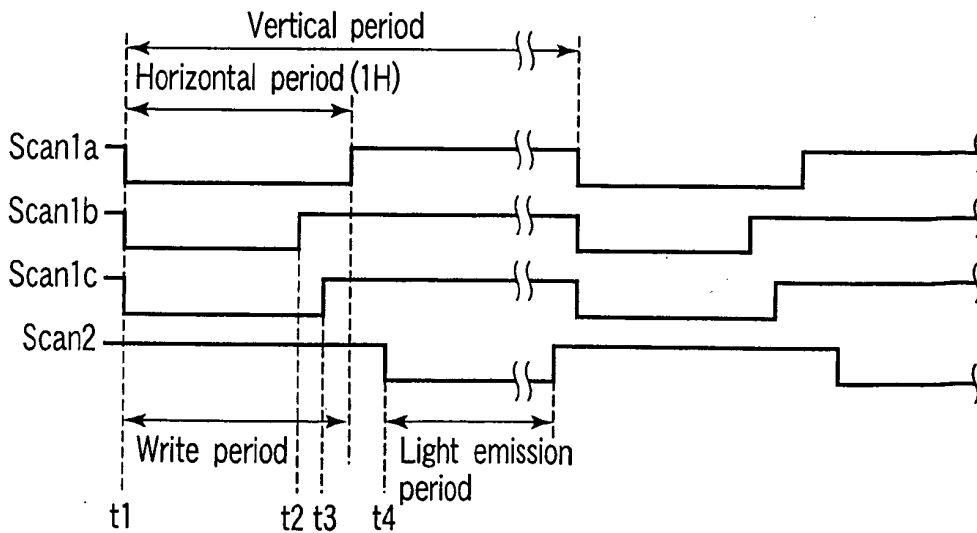 Vertical period
Horizontal period (1H)
Scan1a
Scan1b
Scan1c
Scan2
Write period
Light emission
period
t1
t2
t3
t4